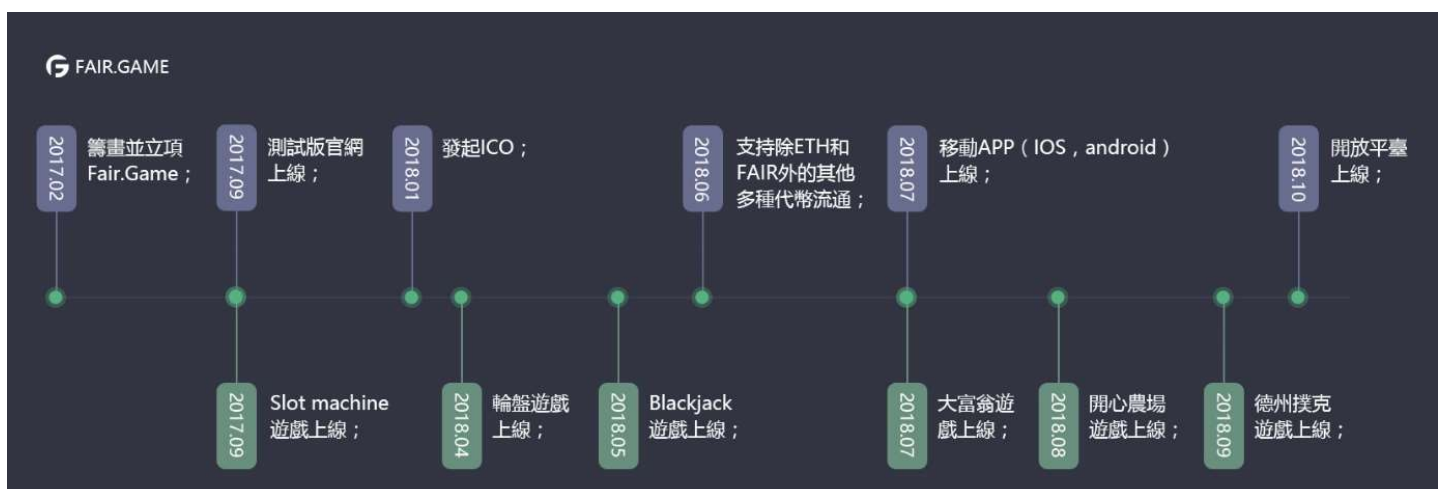 FAIR.GAME
2017.02
籌畫並立項
Fair.Game；
2017.09
測試版官網
上線；
2018.01
發起ICO；
2018.06
支持除ETH和
FAIR外的其他
多種代幣流通；
2018.07
移動APP（IOS，android）
上線；
2018.10
開放平臺
上線；
2017.09
Slot machine
遊戲上線；
2018.04
輪盤遊戲
上線；
2018.05
Blackjack
遊戲上線；
2018.07
大富翁遊
戲上線；
2018.08
開心農場
遊戲上線；
2018.09
德州撲克
遊戲上線；